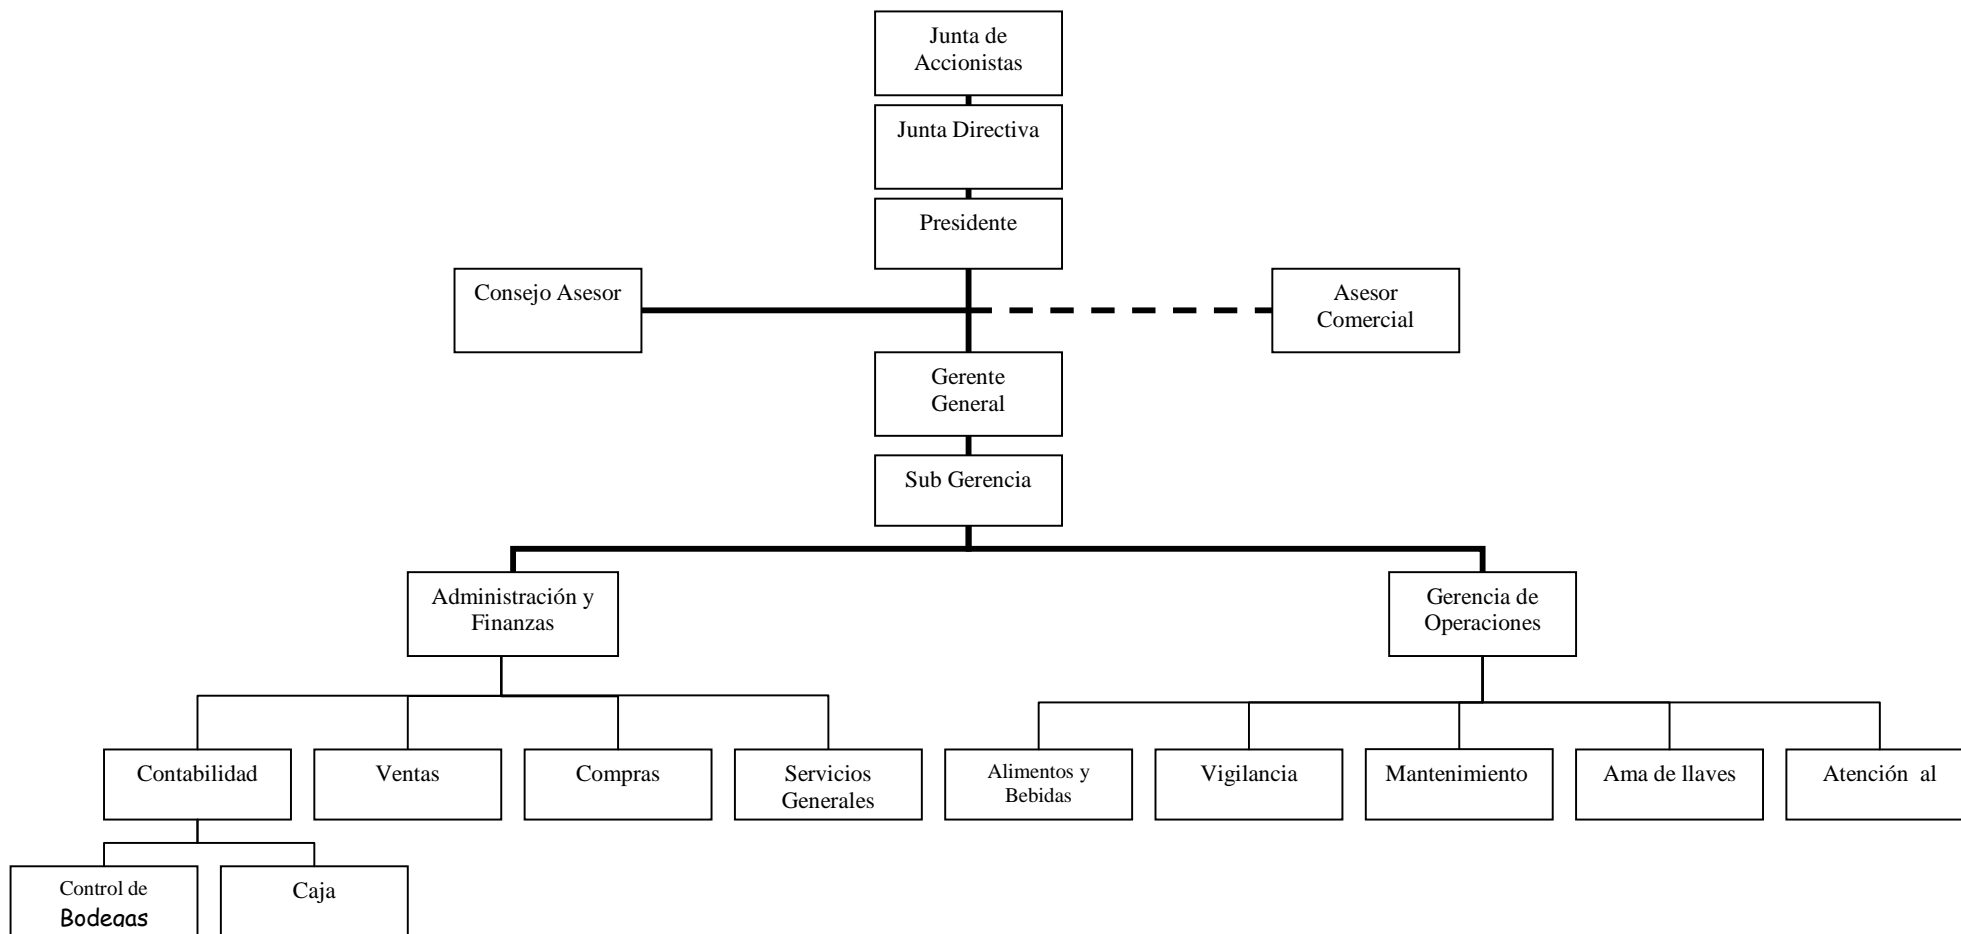 Junta de
Accionistas
Junta Directiva
Presidente
Consejo Asesor
Asesor
Comercial
Gerente
General
Sub Gerencia
Administración y
Finanzas
Gerencia de
Operaciones
Contabilidad
Ventas
Compras
Servicios
Generales
Alimentos y
Bebidas
Vigilancia
Mantenimiento
Ama de llaves
Atención al
Control de
Bodegas
Caja